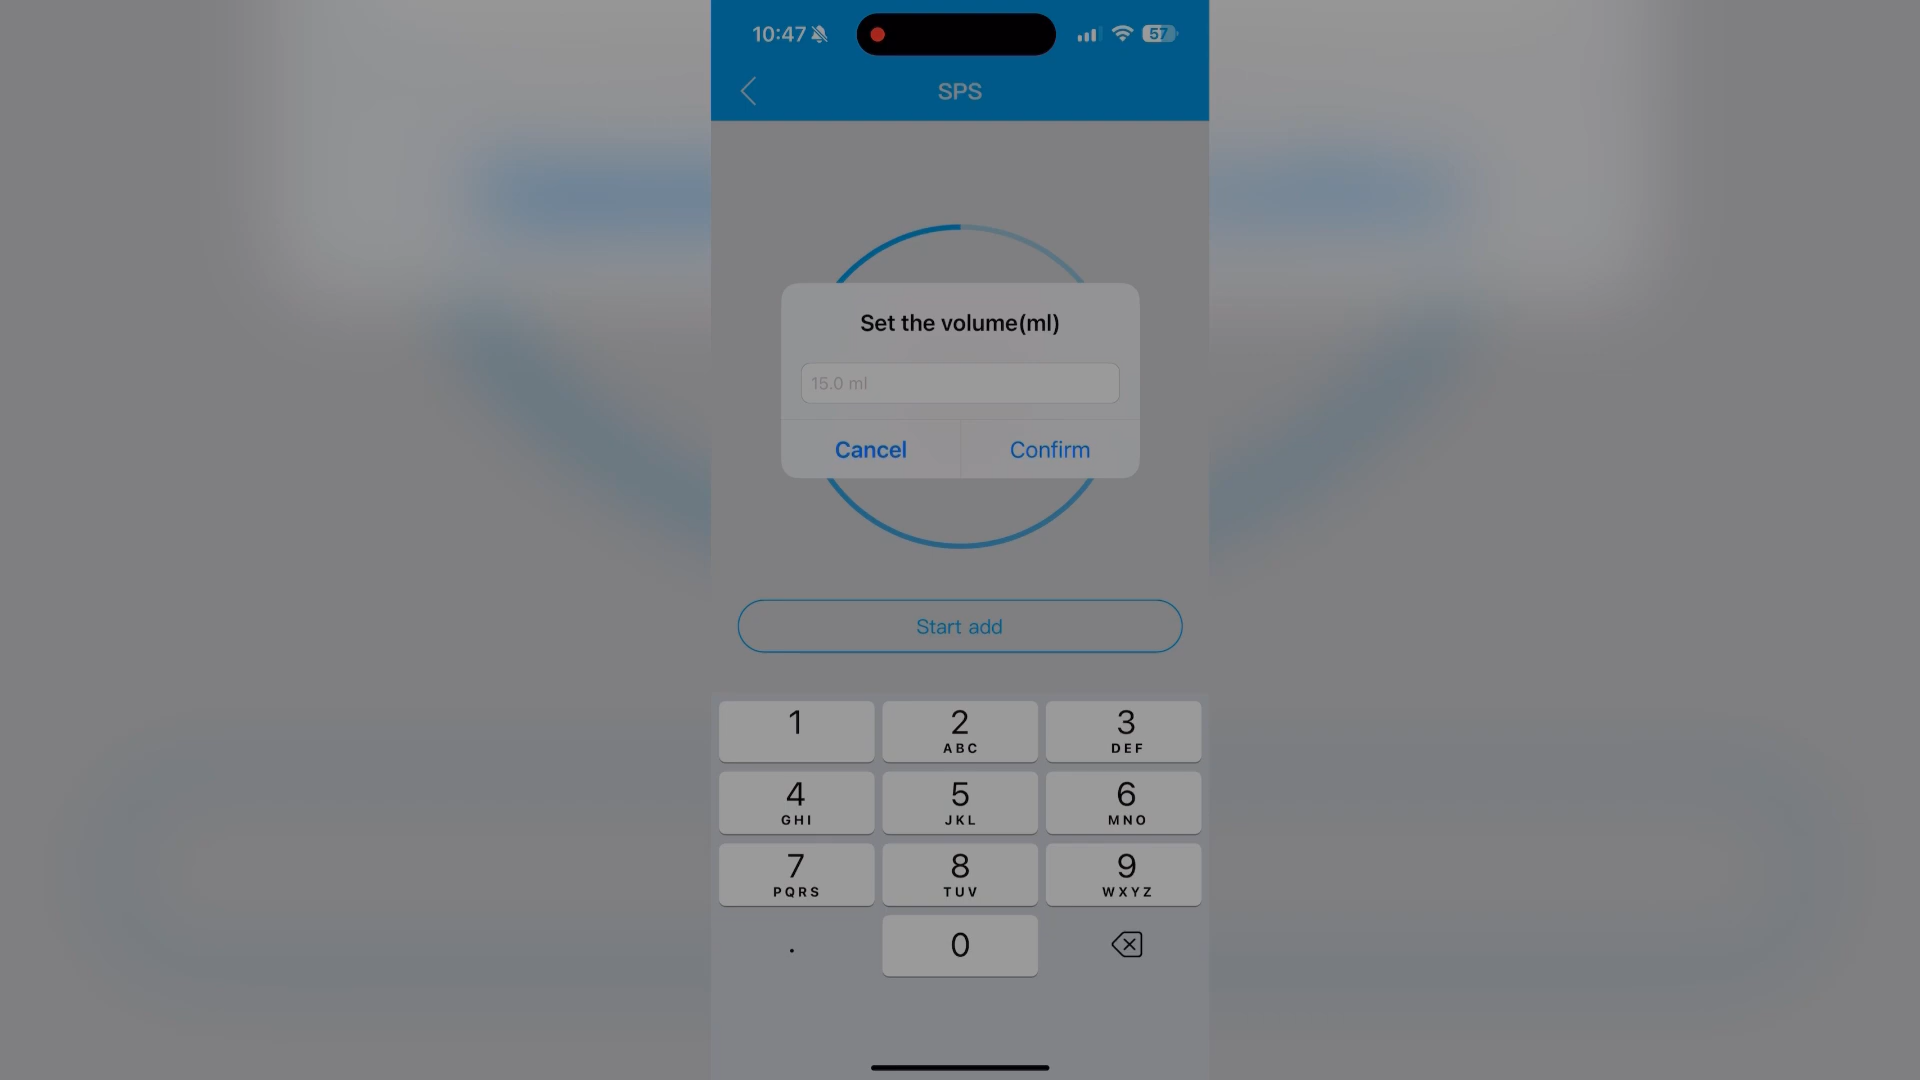 10:47 57
SPS
Set the volume(ml)
15.0 ml
Cancel Confirm
Start add
1 2 3
ABC DEF
4 5 6
GHI JKL MNO
7 8 9
PQRS TUV WXYZ
. 0